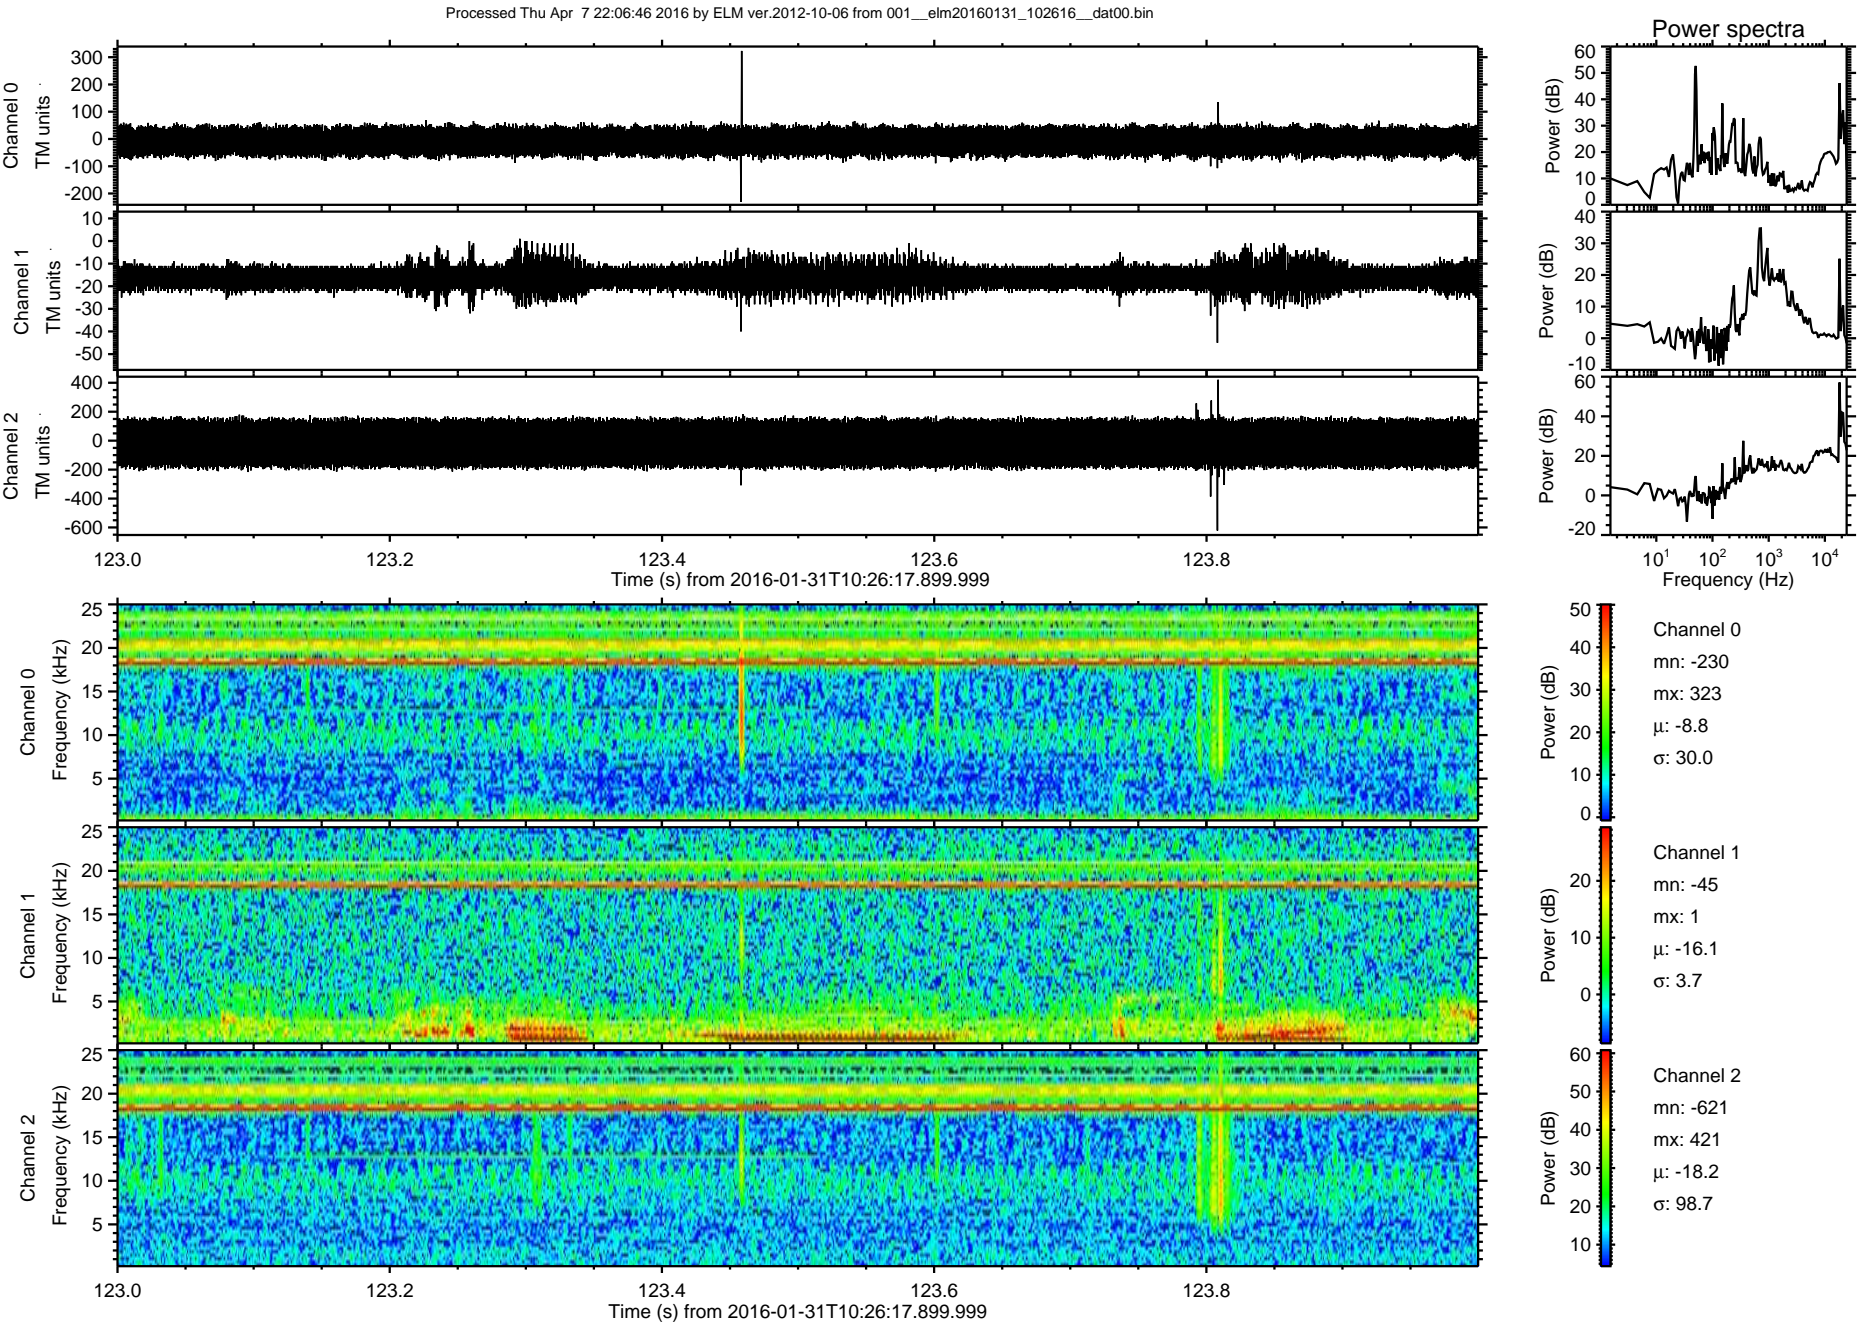 Processed Thu Apr  7 22:06:46 2016 by ELM ver.2012-10-06 from 001__elm20160131_102616__dat00.bin
Power spectra
Channel 0
TM units
300
200
100
0
-100
-200
Power (dB)
60
50
40
30
20
10
0
Channel 1
TM units
10
0
-10
-20
-30
-40
-50
Power (dB)
40
30
20
10
0
-10
Channel 2
TM units
400
200
0
-200
-400
-600
Power (dB)
60
40
20
0
-20
123.0 123.2 123.4 123.6 123.8
Time (s) from 2016-01-31T10:26:17.899.999
10^1 10^2 10^3 10^4
Frequency (Hz)
Channel 0
Frequency (kHz)
25
20
15
10
5
Power (dB)
50
40
30
20
10
0
Channel 0
mn: -230
mx: 323
μ: -8.8
σ: 30.0
Channel 1
Frequency (kHz)
25
20
15
10
5
Power (dB)
20
10
0
Channel 1
mn: -45
mx: 1
μ: -16.1
σ: 3.7
Channel 2
Frequency (kHz)
25
20
15
10
5
Power (dB)
60
50
40
30
20
10
Channel 2
mn: -621
mx: 421
μ: -18.2
σ: 98.7
123.0 123.2 123.4 123.6 123.8
Time (s) from 2016-01-31T10:26:17.899.999